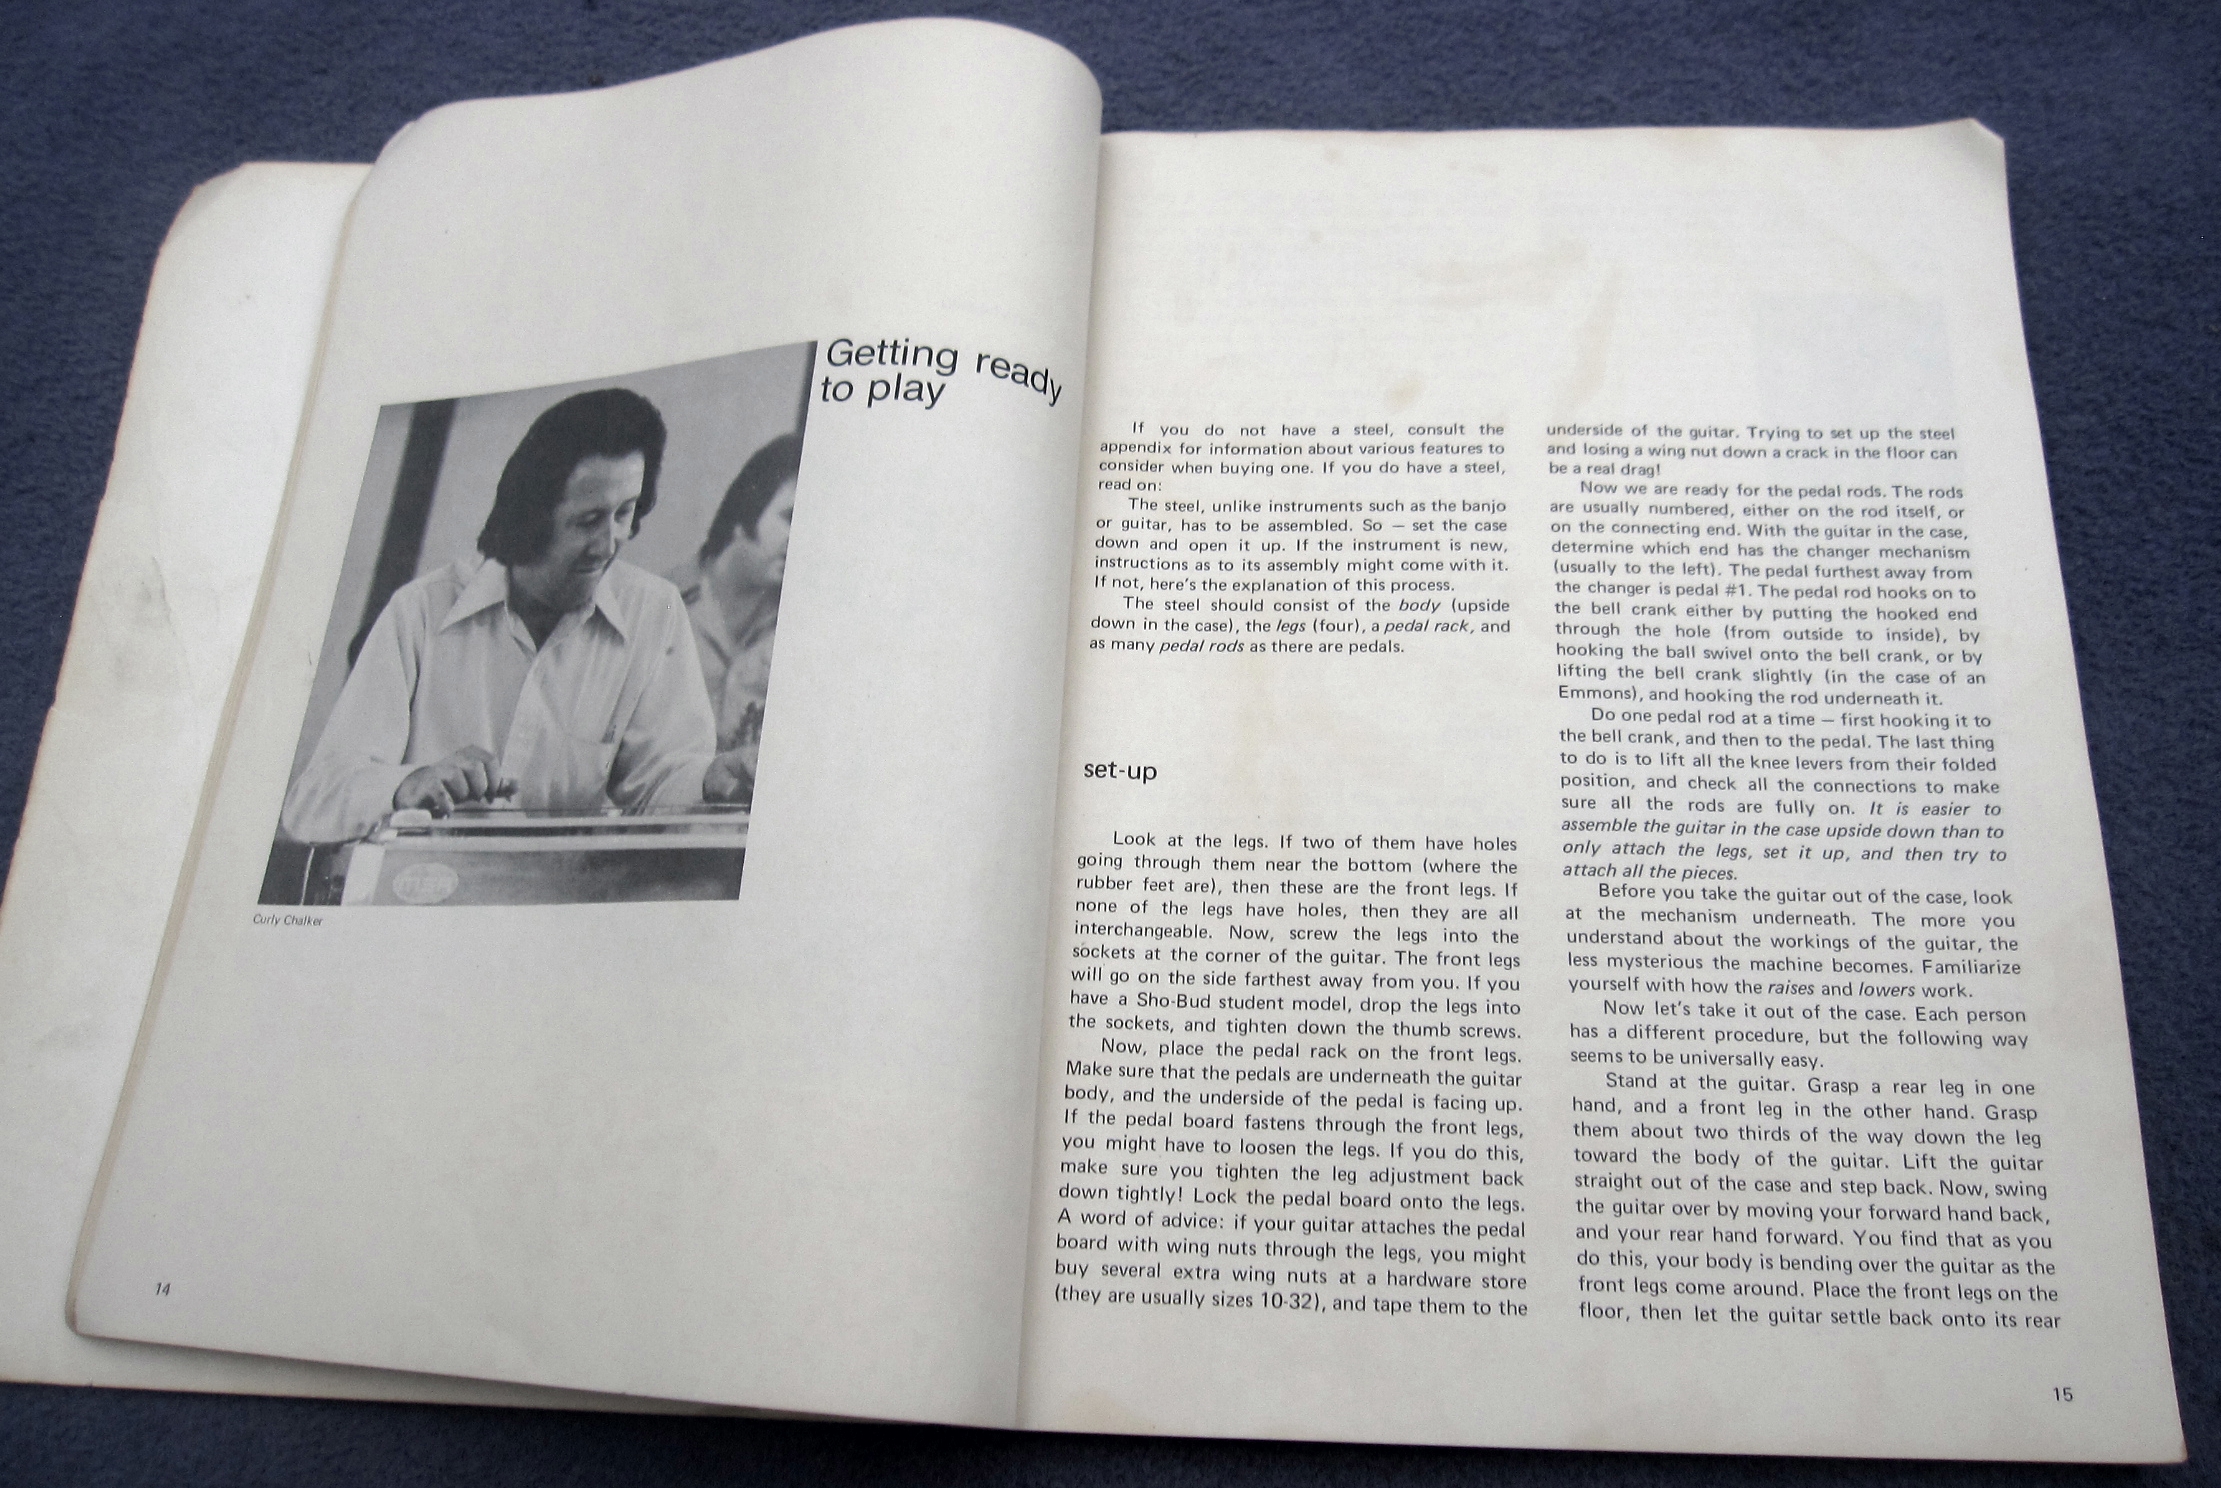 Getting ready
to play
Curly Chalker
14
If you do not have a steel, consult the
appendix for information about various features to
consider when buying one. If you do have a steel,
read on:
The steel, unlike instruments such as the banjo
or guitar, has to be assembled. So — set the case
down and open it up. If the instrument is new,
instructions as to its assembly might come with it.
If not, here's the explanation of this process.
The steel should consist of the body (upside
down in the case), the legs (four), a pedal rack, and
as many pedal rods as there are pedals.
set-up
Look at the legs. If two of them have holes
going through them near the bottom (where the
rubber feet are), then these are the front legs. If
none of the legs have holes, then they are all
interchangeable. Now, screw the legs into the
sockets at the corner of the guitar. The front legs
will go on the side farthest away from you. If you
have a Sho-Bud student model, drop the legs into
the sockets, and tighten down the thumb screws.
Now, place the pedal rack on the front legs.
Make sure that the pedals are underneath the guitar
body, and the underside of the pedal is facing up.
If the pedal board fastens through the front legs,
you might have to loosen the legs. If you do this,
make sure you tighten the leg adjustment back
down tightly! Lock the pedal board onto the legs.
A word of advice: if your guitar attaches the pedal
board with wing nuts through the legs, you might
buy several extra wing nuts at a hardware store
(they are usually sizes 10-32), and tape them to the
underside of the guitar. Trying to set up the steel
and losing a wing nut down a crack in the floor can
be a real drag!
Now we are ready for the pedal rods. The rods
are usually numbered, either on the rod itself, or
on the connecting end. With the guitar in the case,
determine which end has the changer mechanism
(usually to the left). The pedal furthest away from
the changer is pedal #1. The pedal rod hooks on to
the bell crank either by putting the hooked end
through the hole (from outside to inside), by
hooking the ball swivel onto the bell crank, or by
lifting the bell crank slightly (in the case of an
Emmons), and hooking the rod underneath it.
Do one pedal rod at a time — first hooking it to
the bell crank, and then to the pedal. The last thing
to do is to lift all the knee levers from their folded
position, and check all the connections to make
sure all the rods are fully on. It is easier to
assemble the guitar in the case upside down than to
only attach the legs, set it up, and then try to
attach all the pieces.
Before you take the guitar out of the case, look
at the mechanism underneath. The more you
understand about the workings of the guitar, the
less mysterious the machine becomes. Familiarize
yourself with how the raises and lowers work.
Now let's take it out of the case. Each person
has a different procedure, but the following way
seems to be universally easy.
Stand at the guitar. Grasp a rear leg in one
hand, and a front leg in the other hand. Grasp
them about two thirds of the way down the leg
toward the body of the guitar. Lift the guitar
straight out of the case and step back. Now, swing
the guitar over by moving your forward hand back,
and your rear hand forward. You find that as you
do this, your body is bending over the guitar as the
front legs come around. Place the front legs on the
floor, then let the guitar settle back onto its rear
15